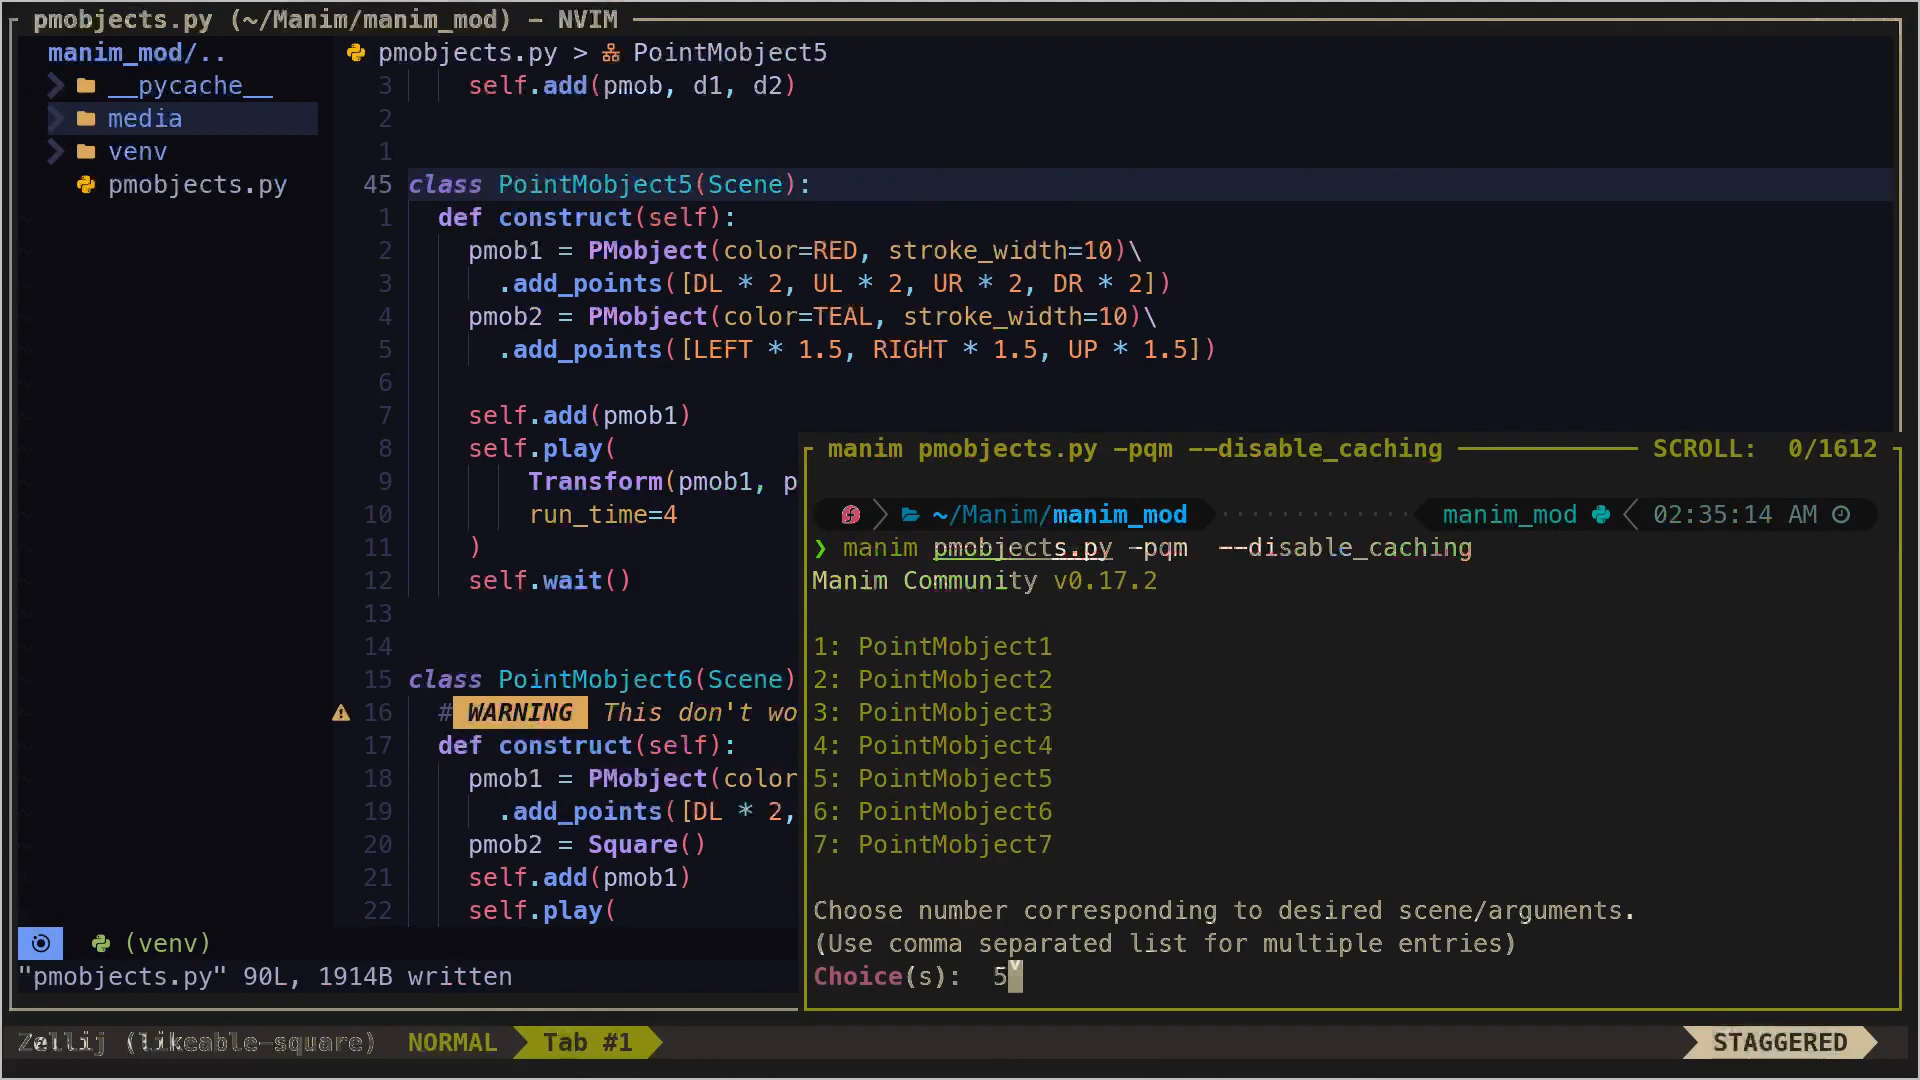 pmobjects.py (~/Manim/manim_mod) - NVIM
manim_mod/..
__pycache__
media
venv
pmobjects.py
pmobjects.py > PointMobject5
3 self.add(pmob, d1, d2)
2
1
45 class PointMobject5(Scene):
1 def construct(self):
2 pmob1 = PMobject(color=RED, stroke_width=10)\
3 .add_points([DL * 2, UL * 2, UR * 2, DR * 2])
4 pmob2 = PMobject(color=TEAL, stroke_width=10)\
5 .add_points([LEFT * 1.5, RIGHT * 1.5, UP * 1.5])
6
7 self.add(pmob1)
8 self.play(
9 Transform(pmob1, p
10 run_time=4
11 )
12 self.wait()
13
14
15 class PointMobject6(Scene)
16 # WARNING This don't wo
17 def construct(self):
18 pmob1 = PMobject(color
19 .add_points([DL * 2,
20 pmob2 = Square()
21 self.add(pmob1)
22 self.play(
(venv)
"pmobjects.py" 90L, 1914B written
manim pmobjects.py -pqm --disable_caching SCROLL: 0/1612
~/Manim/manim_mod manim_mod 02:35:14 AM
❯ manim pmobjects.py -pqm --disable_caching
Manim Community v0.17.2
1: PointMobject1
2: PointMobject2
3: PointMobject3
4: PointMobject4
5: PointMobject5
6: PointMobject6
7: PointMobject7
Choose number corresponding to desired scene/arguments.
(Use comma separated list for multiple entries)
Choice(s): 5
Zellij (likeable-square) NORMAL Tab #1 STAGGERED